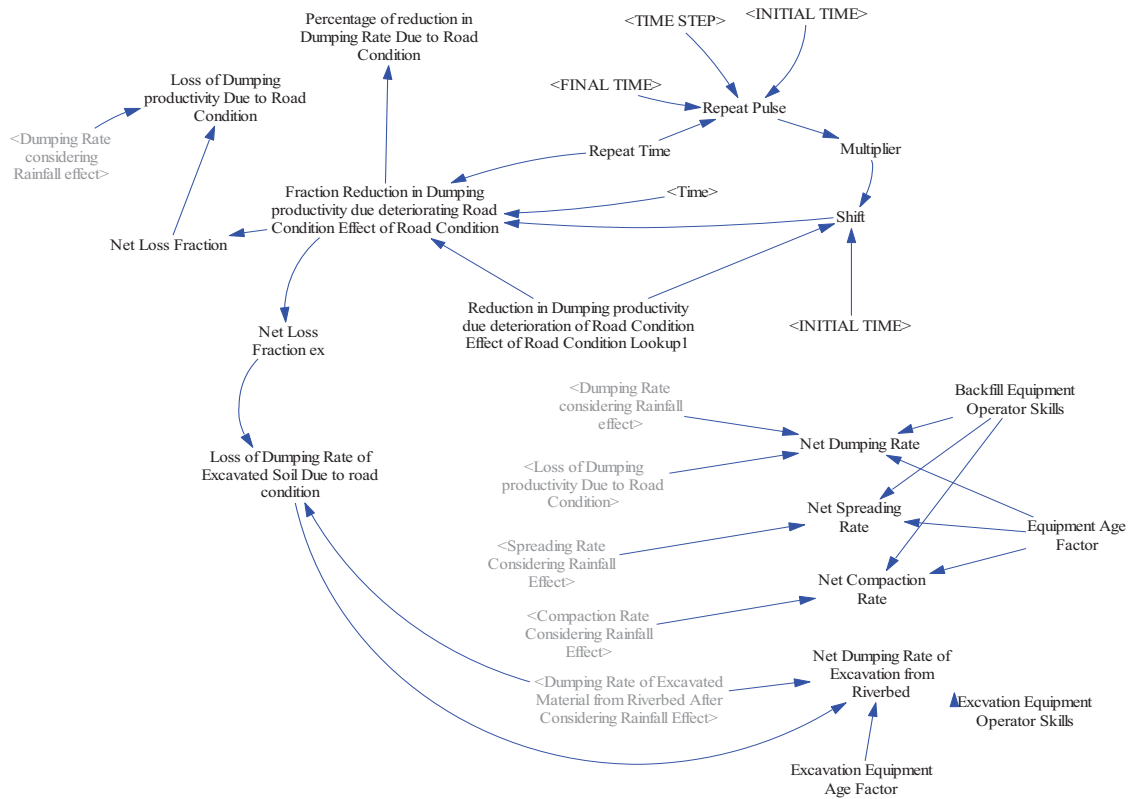 Percentage of reduction in
Dumping Rate Due to Road
Condition
<TIME STEP>
<INITIAL TIME>
Loss of Dumping
productivity Due to Road
Condition
<FINAL TIME>
Repeat Pulse
<Dumping Rate
considering
Rainfall effect>
Repeat Time
Multiplier
Fraction Reduction in Dumping
productivity due deteriorating Road
Condition Effect of Road Condition
<Time>
Shift
Net Loss Fraction
Reduction in Dumping productivity
due deterioration of Road Condition
Effect of Road Condition Lookup1
<INITIAL TIME>
Net Loss
Fraction ex
<Dumping Rate
considering Rainfall
effect>
Backfill Equipment
Operator Skills
Net Dumping Rate
Loss of Dumping Rate of
Excavated Soil Due to road
condition
<Loss of Dumping
productivity Due to Road
Condition>
Net Spreading
Rate
Equipment Age
Factor
<Spreading Rate
Considering Rainfall
Effect>
Net Compaction
Rate
<Compaction Rate
Considering Rainfall
Effect>
Net Dumping Rate of
Excavation from
Riverbed
<Dumping Rate of Excavated
Material from Riverbed After
Considering Rainfall Effect>
Excvation Equipment
Operator Skills
Excavation Equipment
Age Factor